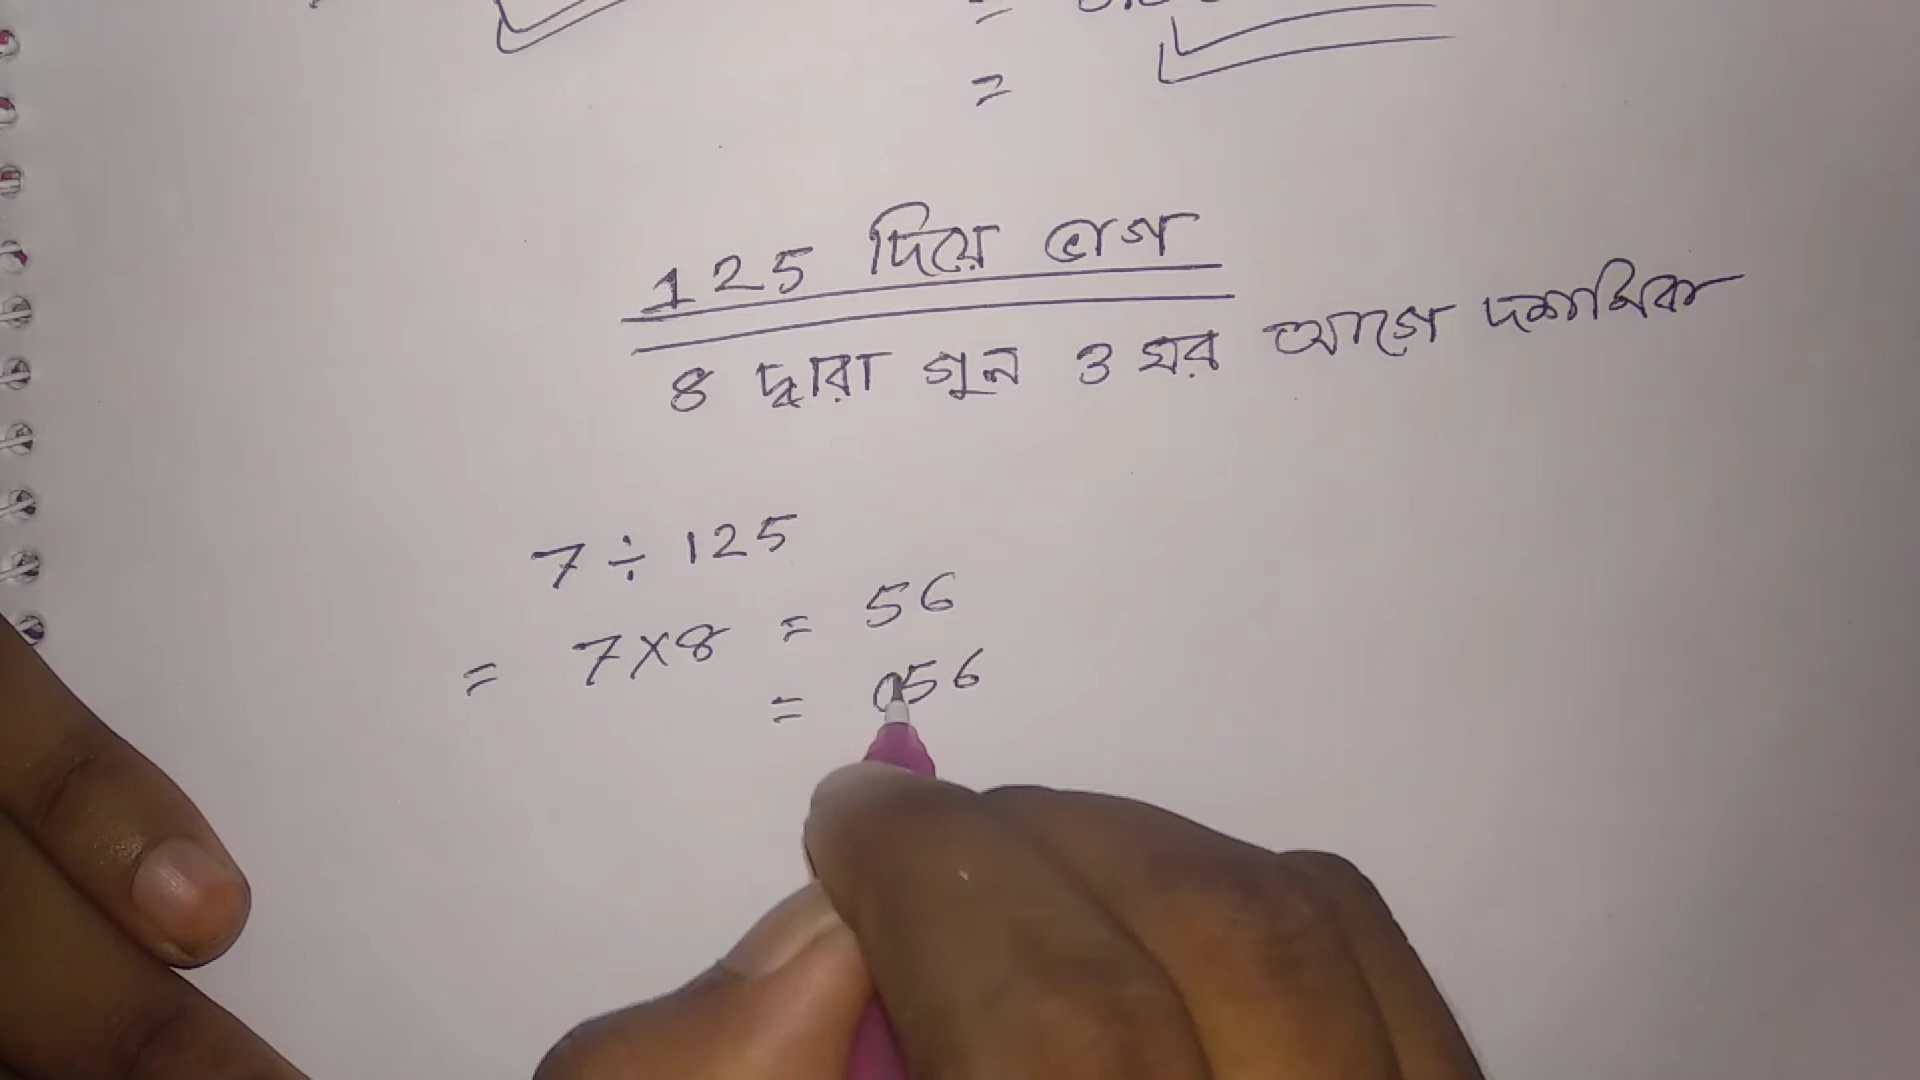 =
=
125 দিয়ে ভাগ
8 দ্বারা গুন 3 ঘর আগে দশমিক
7 ÷ 125
= 7×8 = 56
= 056